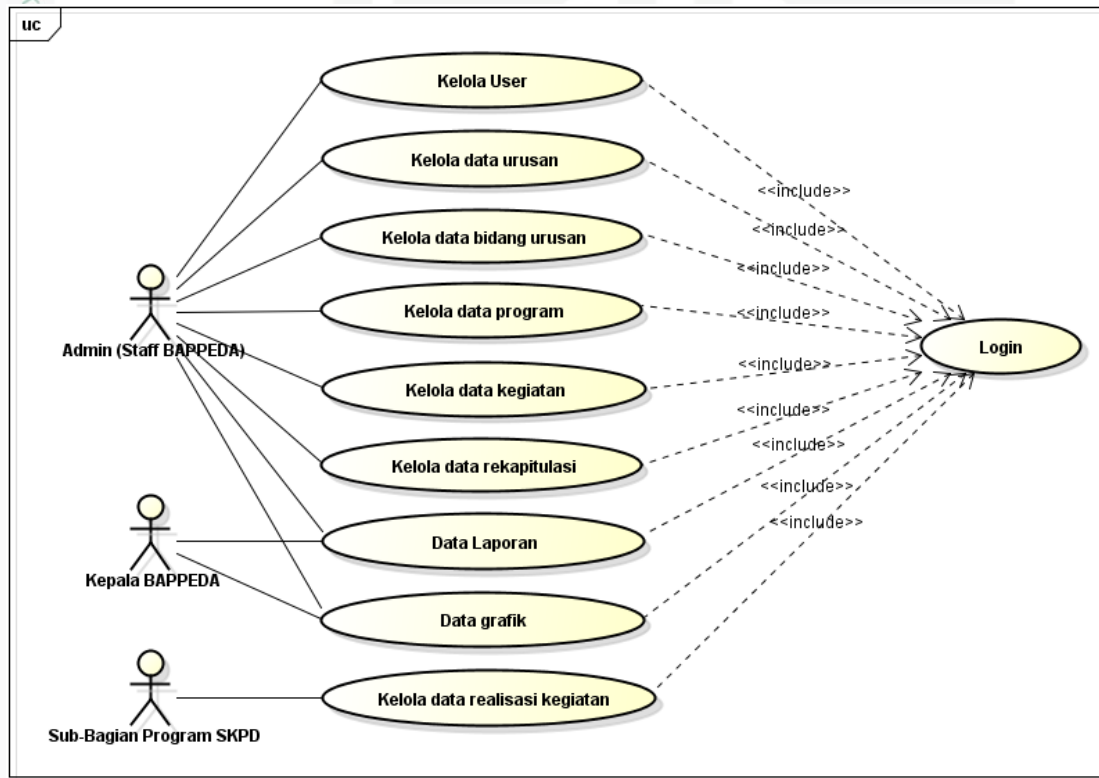 uc
Kelola User
Kelola data urusan
<<include>>
<<include>>
Kelola data bidang urusan
<<include>>
Kelola data program
<<include>>
Admin (Staff BAPPEDA)
Login
<<include>>
Kelola data kegiatan
<<include>>
Kelola data rekapitulasi
<<include>>
<<include>>
<<include>>
Data Laporan
Kepala BAPPEDA
Data grafik
Kelola data realisasi kegiatan
Sub-Bagian Program SKPD